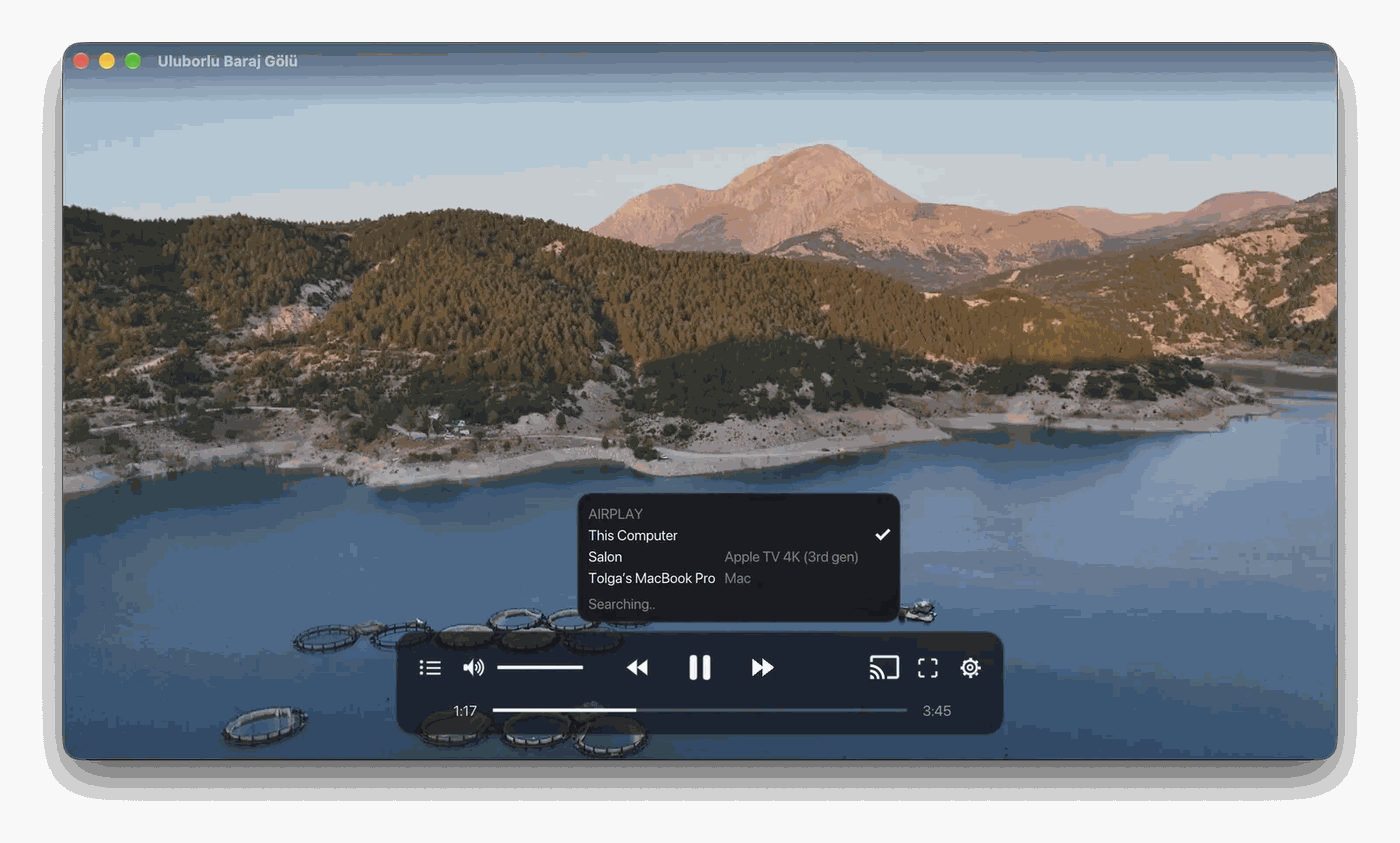 Uluborlu Baraj Gölü
AIRPLAY
This Computer
Salon Apple TV 4K (3rd gen)
Tolga’s MacBook Pro Mac
Searching..
1:17 3:45